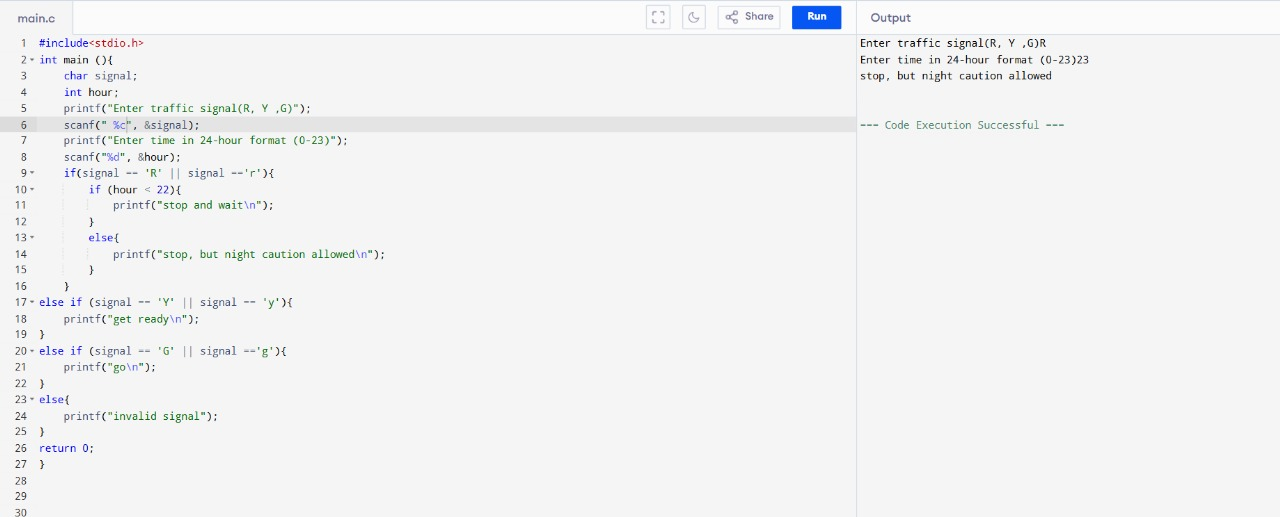 main.c
Share
Run
Output
1 #include<stdio.h>
2 int main (){
3     char signal;
4     int hour;
5     printf("Enter traffic signal(R, Y ,G)");
6     scanf(" %c", &signal);
7     printf("Enter time in 24-hour format (0-23)");
8     scanf("%d", &hour);
9     if(signal == 'R' || signal =='r'){
10         if (hour < 22){
11             printf("stop and wait\n");
12         }
13         else{
14             printf("stop, but night caution allowed\n");
15         }
16     }
17 else if (signal == 'Y' || signal == 'y'){
18     printf("get ready\n");
19 }
20 else if (signal == 'G' || signal =='g'){
21     printf("go\n");
22 }
23 else{
24     printf("invalid signal");
25 }
26 return 0;
27 }
28
29
30
Enter traffic signal(R, Y ,G)R
Enter time in 24-hour format (0-23)23
stop, but night caution allowed
=== Code Execution Successful ===